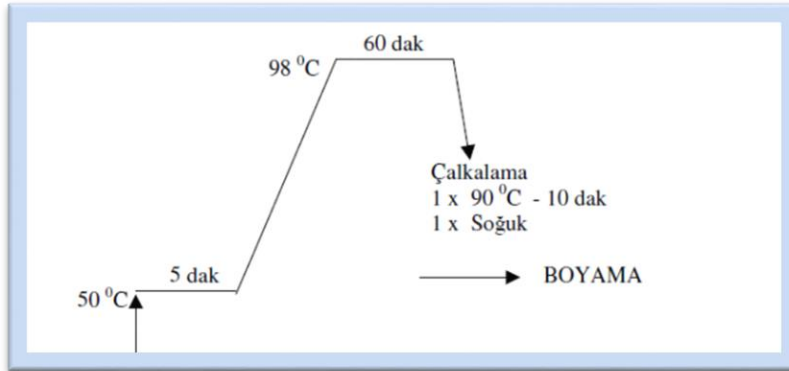 60 dak
98 ⁰C
Çalkalama
1 x 90 ⁰C - 10 dak
1 x Soğuk
5 dak
50 ⁰C
BOYAMA